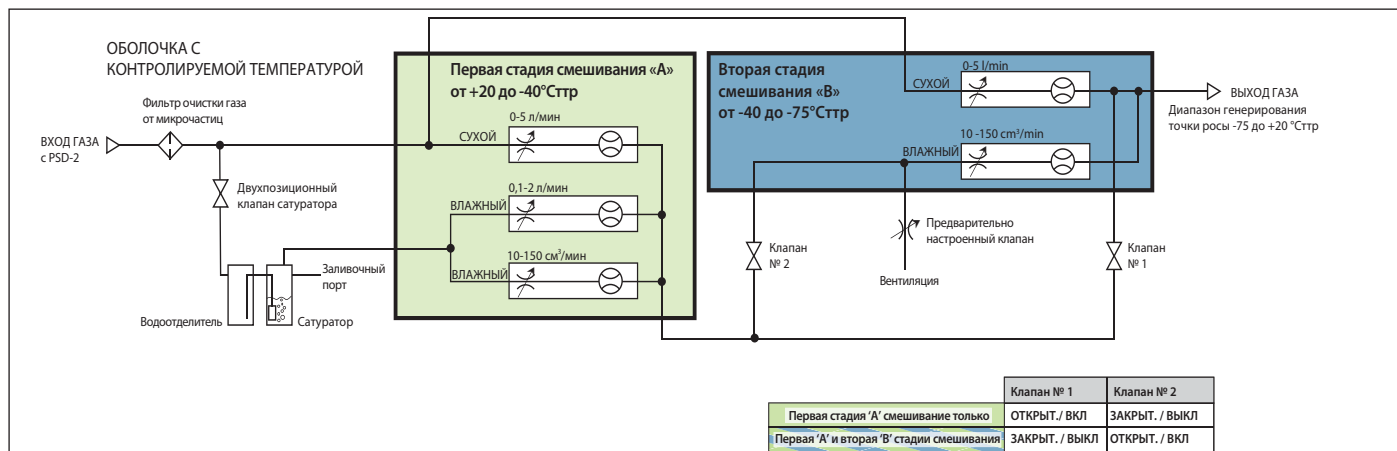 ОБОЛОЧКА С
КОНТРОЛИРУЕМОЙ ТЕМПЕРАТУРОЙ
Фильтр очистки газа
от микрочастиц
ВХОД ГАЗА
с PSD-2
Двухпозиционный
клапан сатуратора
Заливочный
порт
Водоотделитель
Сатуратор
Первая стадия смешивания «А»
от +20 до -40°Cттр
0-5 л/мин
СУХОЙ
0,1-2 л/мин
ВЛАЖНЫЙ
10-150 см³/мин
ВЛАЖНЫЙ
Вторая стадия
смешивания «В»
от -40 до -75°Cттр
0-5 l/min
СУХОЙ
10 -150 cm³/min
ВЛАЖНЫЙ
ВЫХОД ГАЗА
Диапазон генерирования
точки росы -75 до +20 °Cттр
Клапан
№ 2
Предварительно
настроенный клапан
Вентиляция
Клапан
№ 1
Клапан № 1 Клапан № 2
Первая стадия ‘A’ смешивание только ОТКРЫТ./ ВКЛ ЗАКРЫТ. / ВЫКЛ
Первая ‘A’ и вторая ‘B’ стадии смешивания ЗАКРЫТ. / ВЫКЛ ОТКРЫТ. / ВКЛ